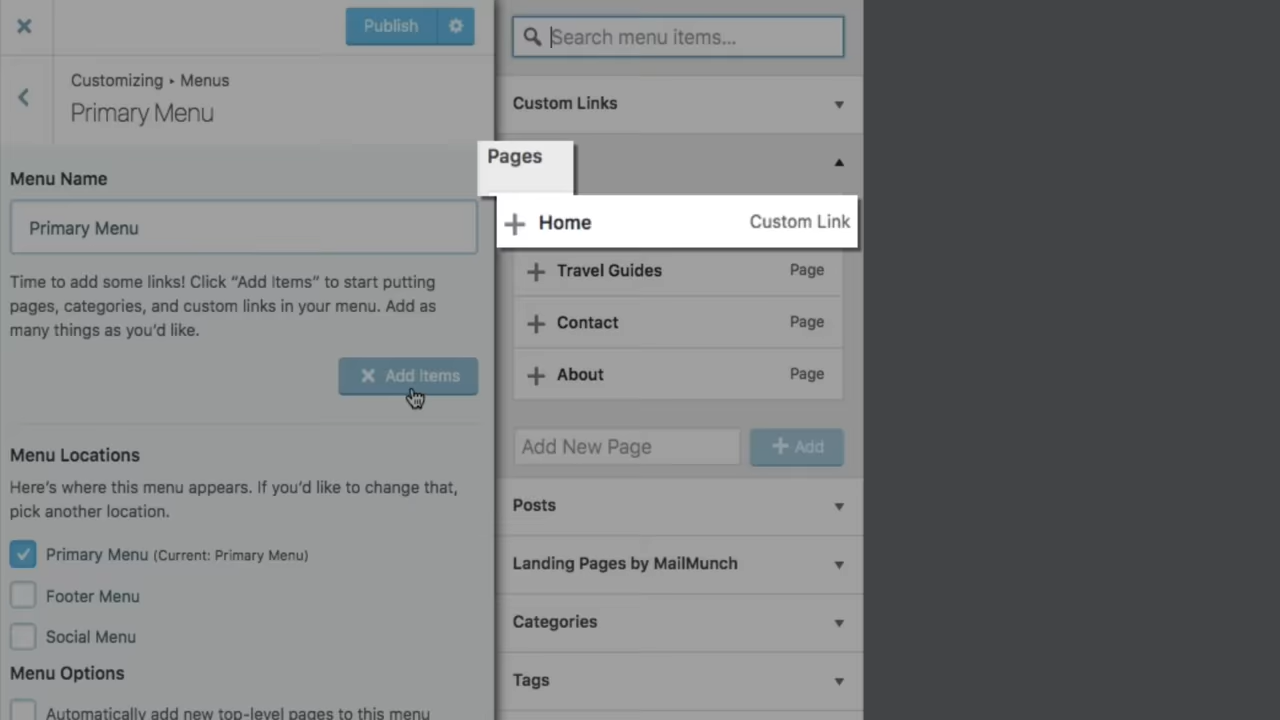 Publish
Customizing ▸ Menus
Primary Menu
Menu Name
Primary Menu
Time to add some links! Click “Add Items” to start putting
pages, categories, and custom links in your menu. Add as
many things as you’d like.
Add Items
Menu Locations
Here’s where this menu appears. If you’d like to change that,
pick another location.
Primary Menu (Current: Primary Menu)
Footer Menu
Social Menu
Menu Options
Automatically add new top-level pages to this menu
Search menu items...
Custom Links
Pages
Home Custom Link
Travel Guides Page
Contact Page
About Page
Add New Page Add
Posts
Landing Pages by MailMunch
Categories
Tags